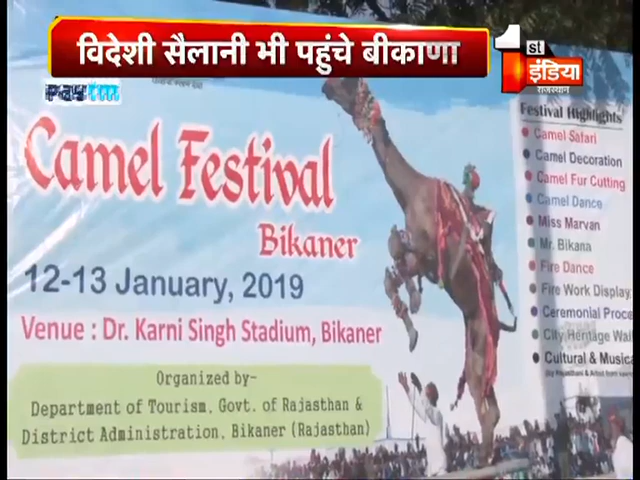 विदेशी सैलानी भी पहुंचे बीकाणा
1st
इंडिया
राजस्थान
Paytm
Camel Festival
Bikaner
12-13 January, 2019
Venue : Dr. Karni Singh Stadium, Bikaner
Organized by-
Department of Tourism, Govt. of Rajasthan &
District Administration, Bikaner (Rajasthan)
Festival Highlights
Camel Safari
Camel Decoration
Camel Fur Cutting
Camel Dance
Miss Marvan
Mr. Bikana
Fire Dance
Fire Work Display
Ceremonial Proce
City Heritage Wal
Cultural & Musica